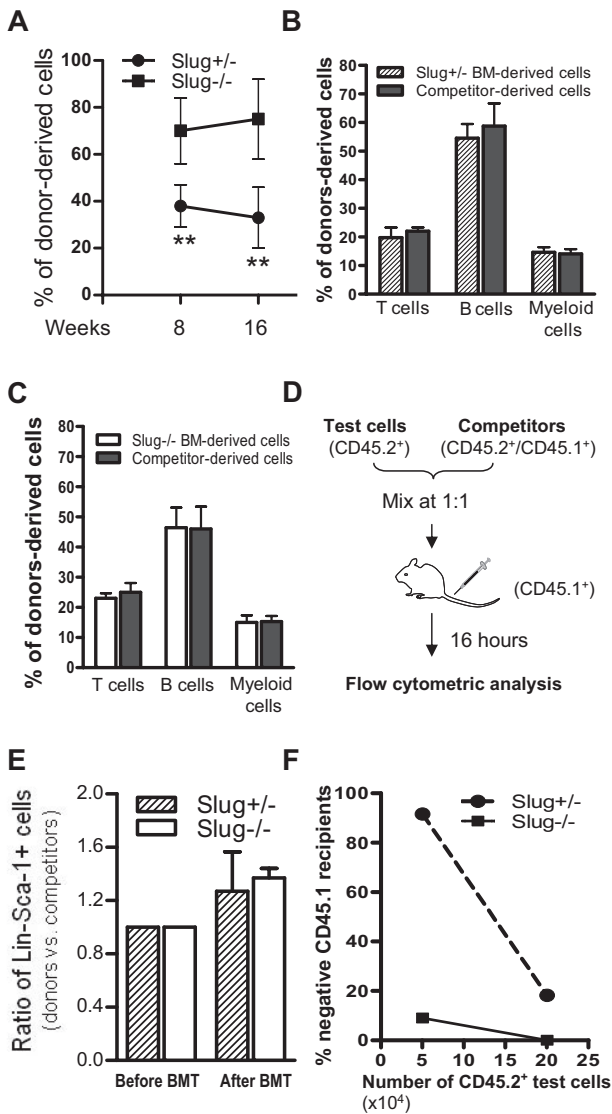 A
% of donor-derived cells
100
80
60
40
20
0
Slug+/-
Slug-/-
**
**
Weeks
8
16
B
% of donors-derived cells
80
70
60
50
40
30
20
10
0
Slug+/- BM-derived cells
Competitor-derived cells
T cells
B cells
Myeloid
cells
C
% of donors-derived cells
80
70
60
50
40
30
20
10
0
Slug-/- BM-derived cells
Competitor-derived cells
T cells
B cells
Myeloid
cells
D
Test cells
(CD45.2⁺)
Competitors
(CD45.2⁺/CD45.1⁺)
Mix at 1:1
(CD45.1⁺)
16 hours
Flow cytometric analysis
E
Ratio of Lin-Sca-1+ cells
(donors vs. competitors)
2.0
1.6
1.2
0.8
0.4
0.0
Slug+/-
Slug-/-
Before BMT
After BMT
F
% negative CD45.1 recipients
100
80
60
40
20
0
Slug+/-
Slug-/-
0
5
10
15
20
25
Number of CD45.2⁺ test cells
(x10⁴)